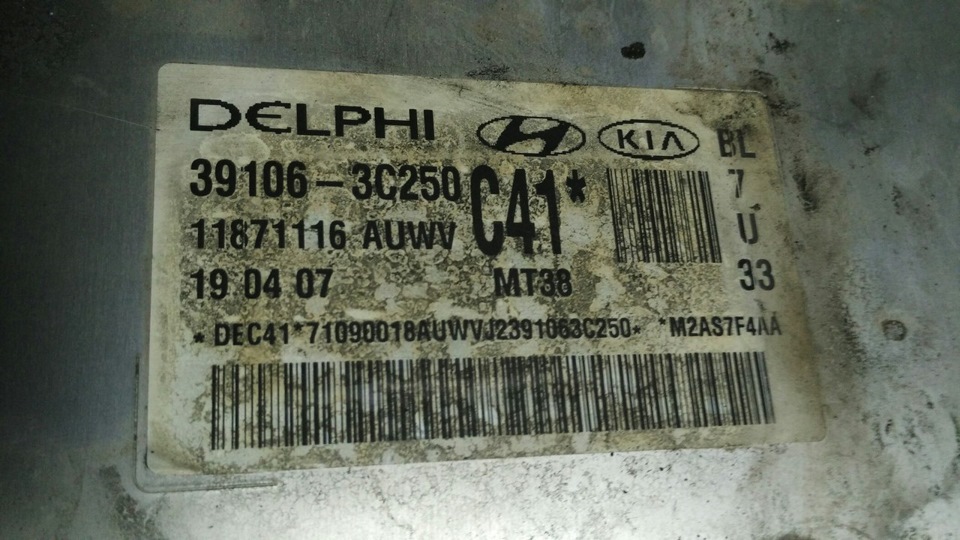 DELPHI H KIA BL
39106-3C250 C41* 7
11871116 AUWV U
19 04 07 MT38 33
* DEC41*71090018AUWVJ2391063C250* *M2AS7F4AA